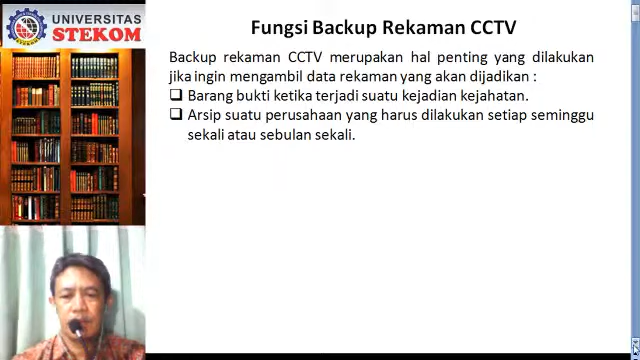 UNIVERSITAS
STEKOM
Fungsi Backup Rekaman CCTV
Backup rekaman CCTV merupakan hal penting yang dilakukan
jika ingin mengambil data rekaman yang akan dijadikan :
Barang bukti ketika terjadi suatu kejadian kejahatan.
Arsip suatu perusahaan yang harus dilakukan setiap seminggu
sekali atau sebulan sekali.